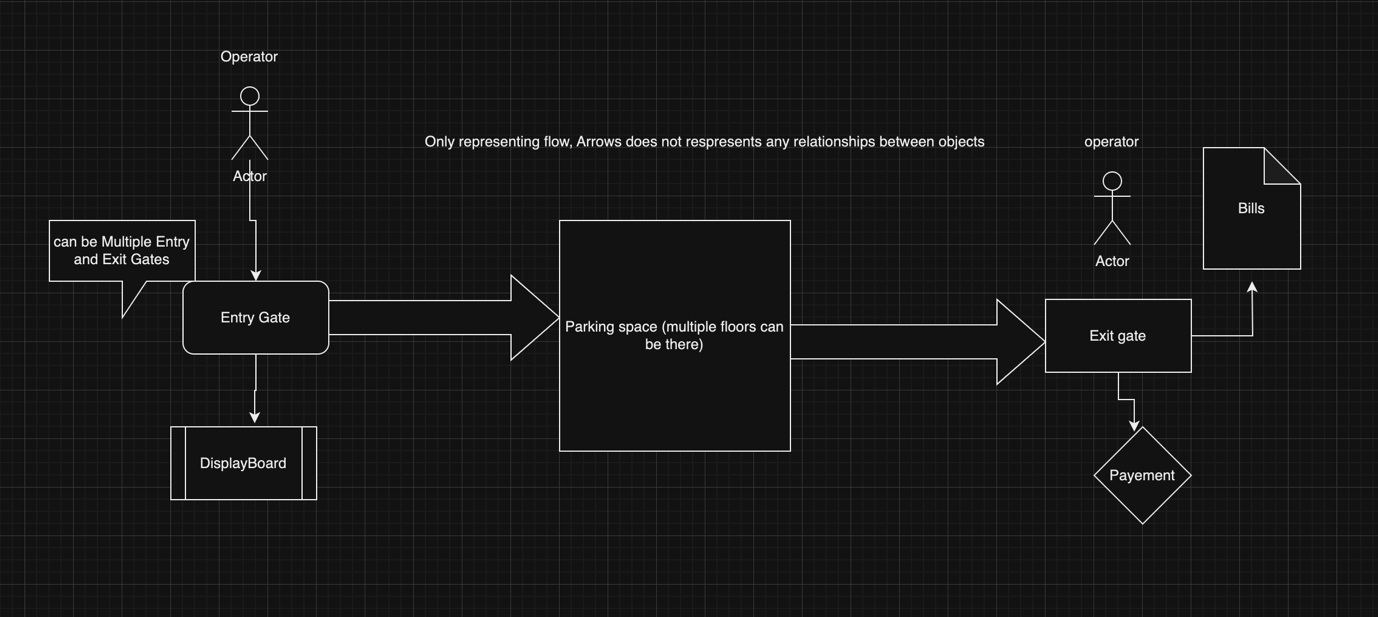 Operator
Actor
Only representing flow, Arrows does not respresents any relationships between objects
operator
Actor
Bills
can be Multiple Entry
and Exit Gates
Entry Gate
Parking space (multiple floors can
be there)
Exit gate
DisplayBoard
Payement